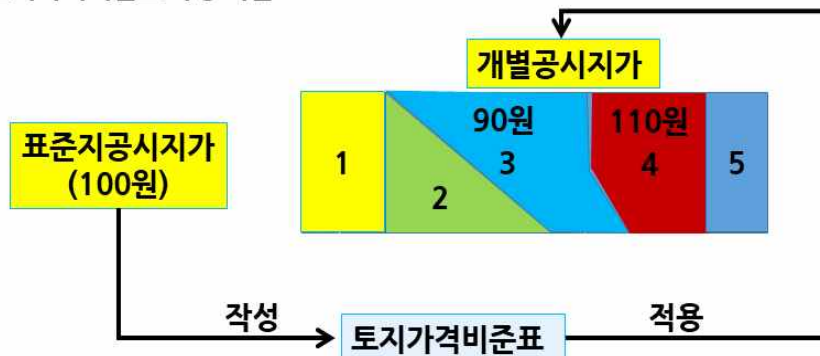 개별공시지가
표준지공시지가
(100원)
90원
110원
1
2
3
4
5
작성
적용
토지가격비준표